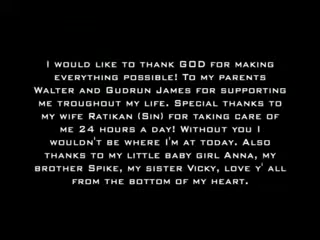 I would like to thank GOD for making
everything possible! To my parents
Walter and Gudrun James for supporting
me troughout my life. Special thanks to
my wife Ratikan (Sin) for taking care of
me 24 hours a day! Without you I
wouldn't be where I'm at today. Also
thanks to my little baby girl Anna, my
brother Spike, my sister Vicky, love y' all
from the bottom of my heart.